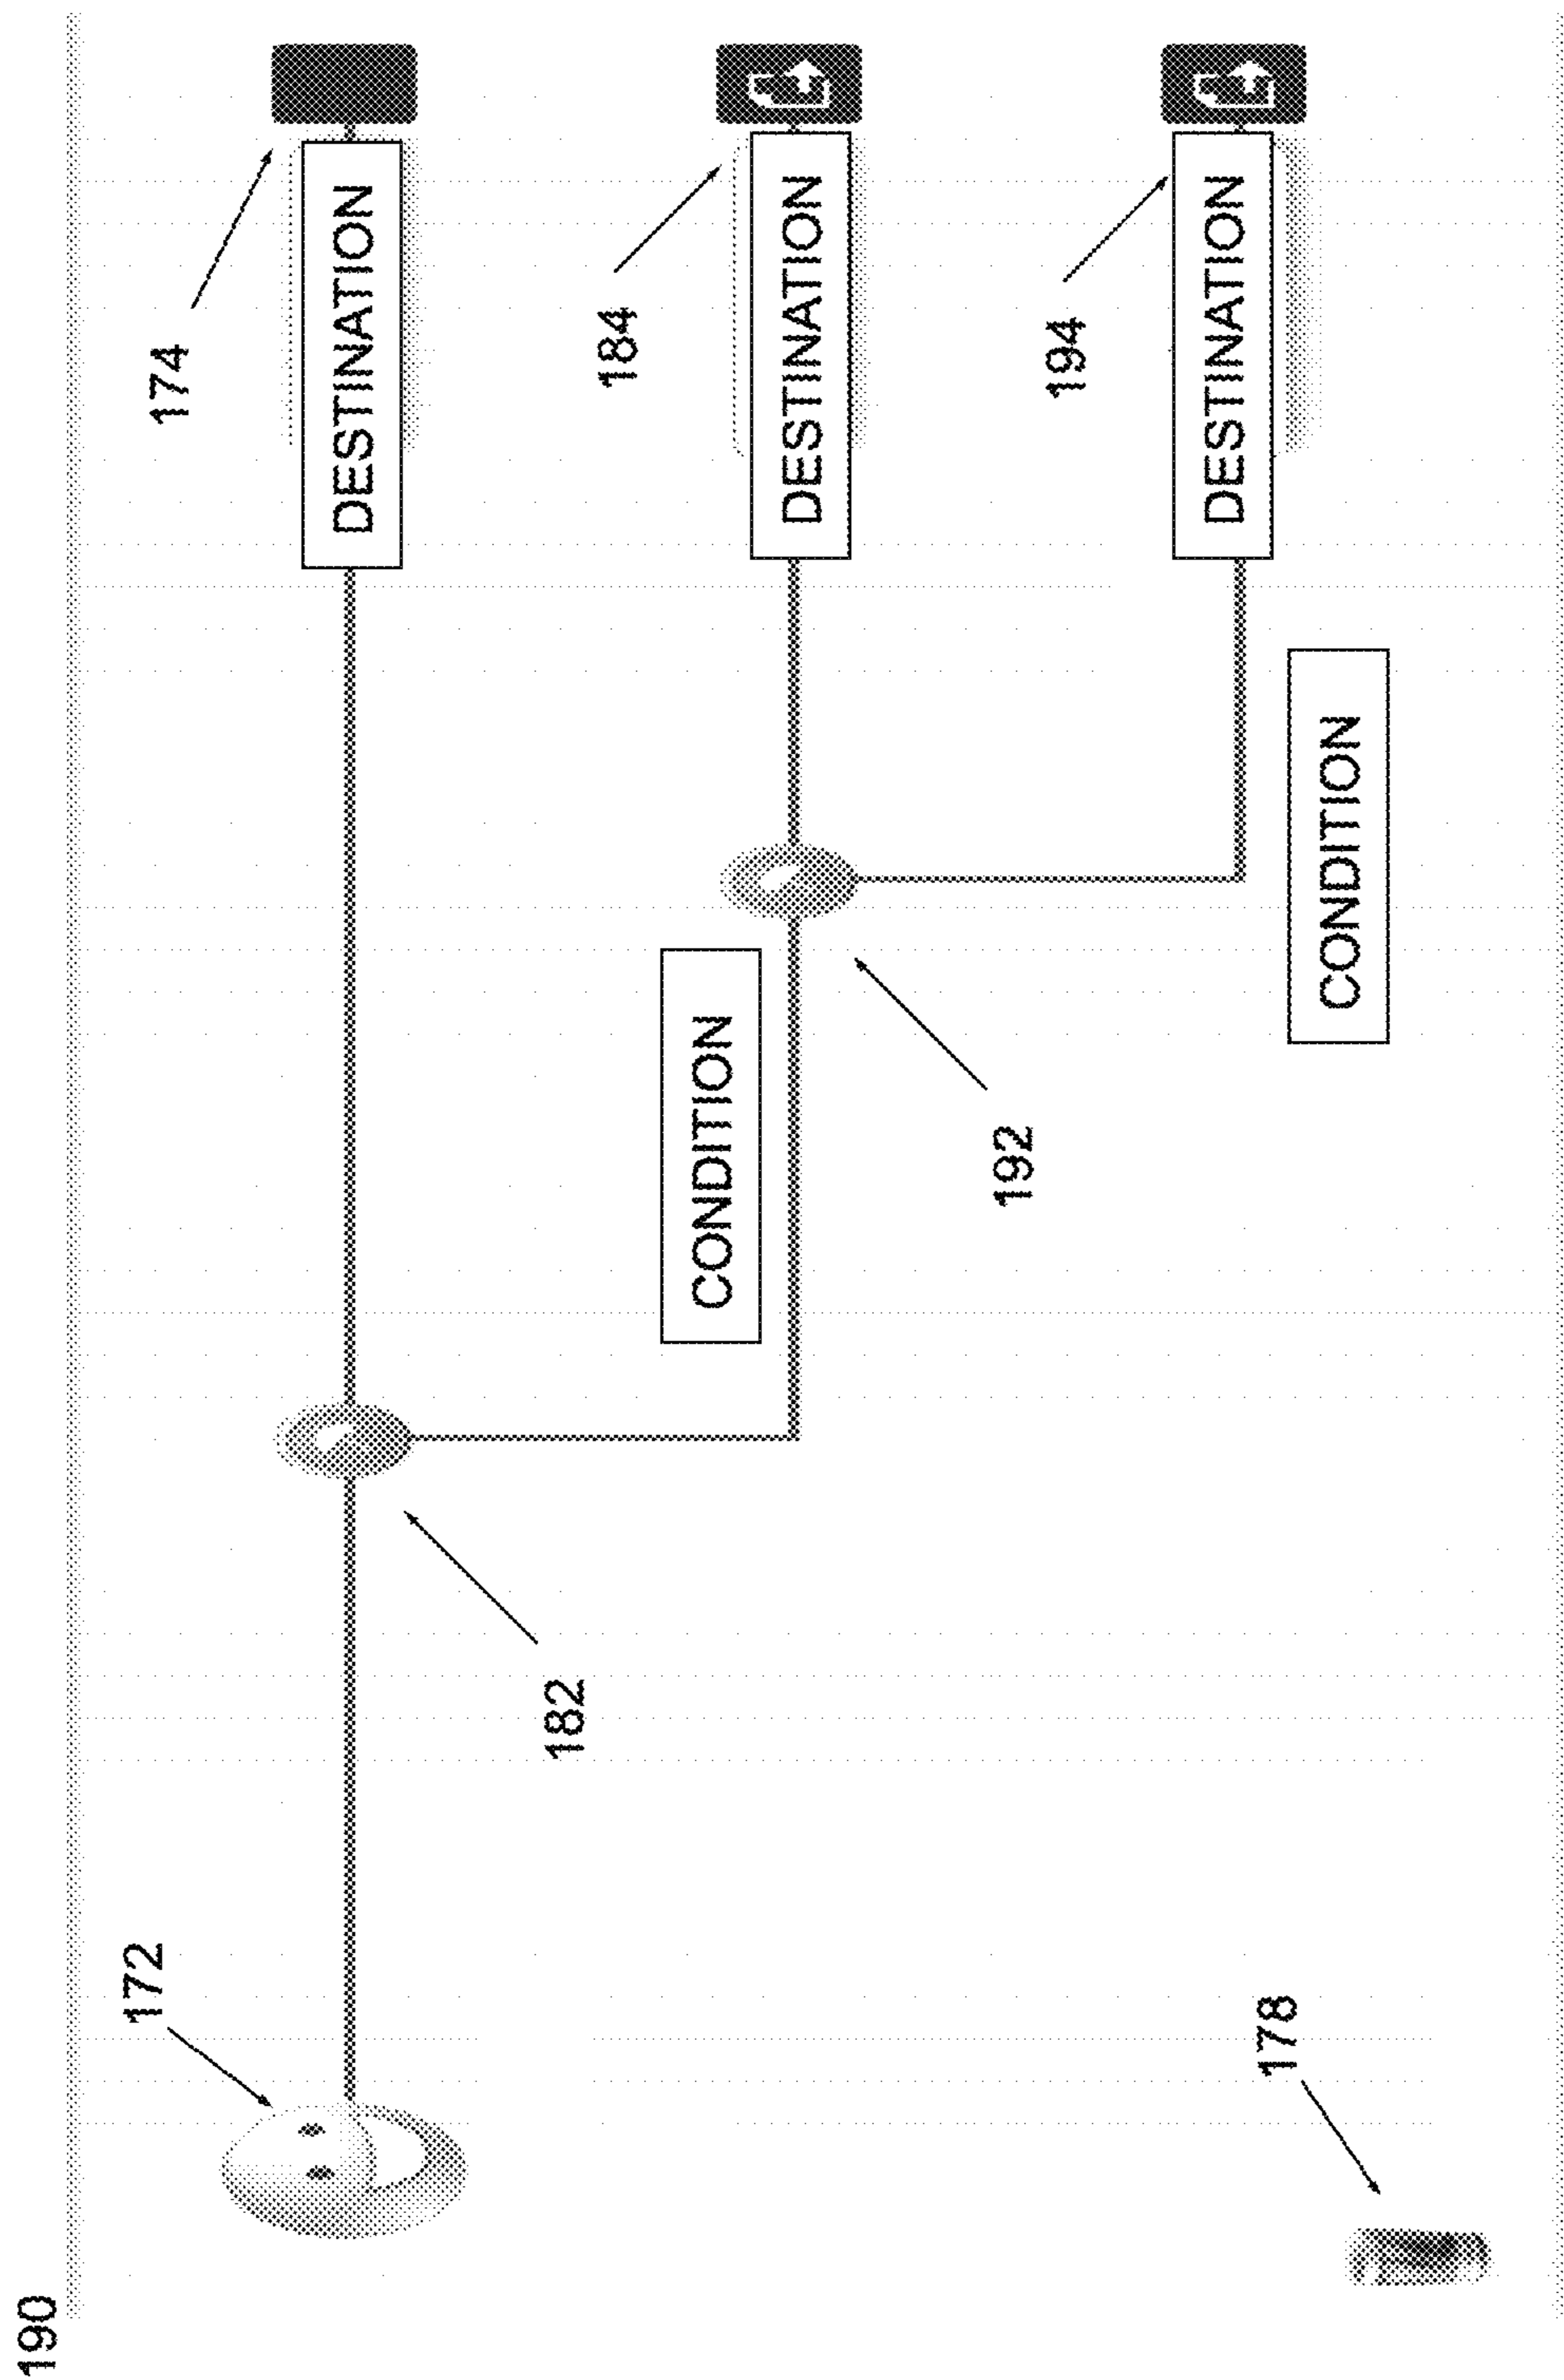 190
172
174
DESTINATION
182
184
CONDITION
DESTINATION
192
194
DESTINATION
178
CONDITION